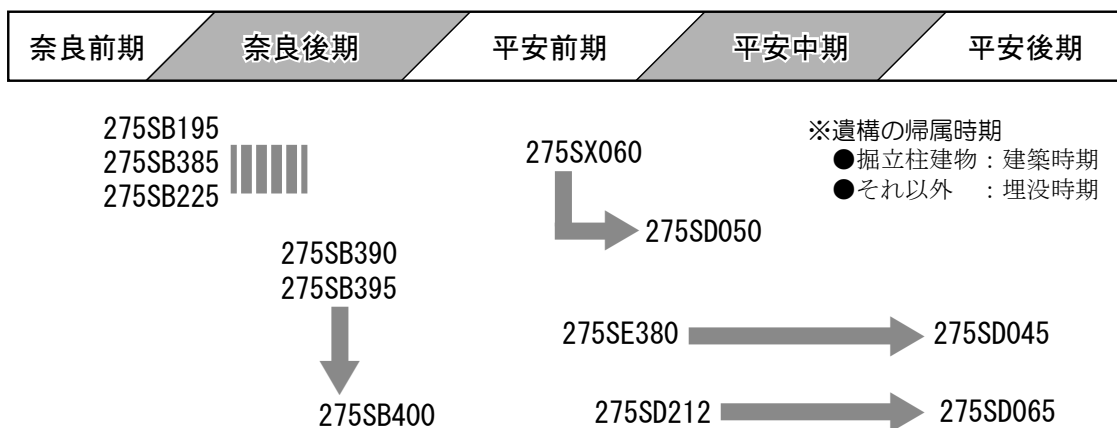 奈良前期 奈良後期 平安前期 平安中期 平安後期
275SB195
275SB385
275SB225
275SX060
※遺構の帰属時期
●掘立柱建物：建築時期
●それ以外　：埋没時期
275SD050
275SB390
275SB395
275SE380 275SD045
275SB400 275SD212 275SD065